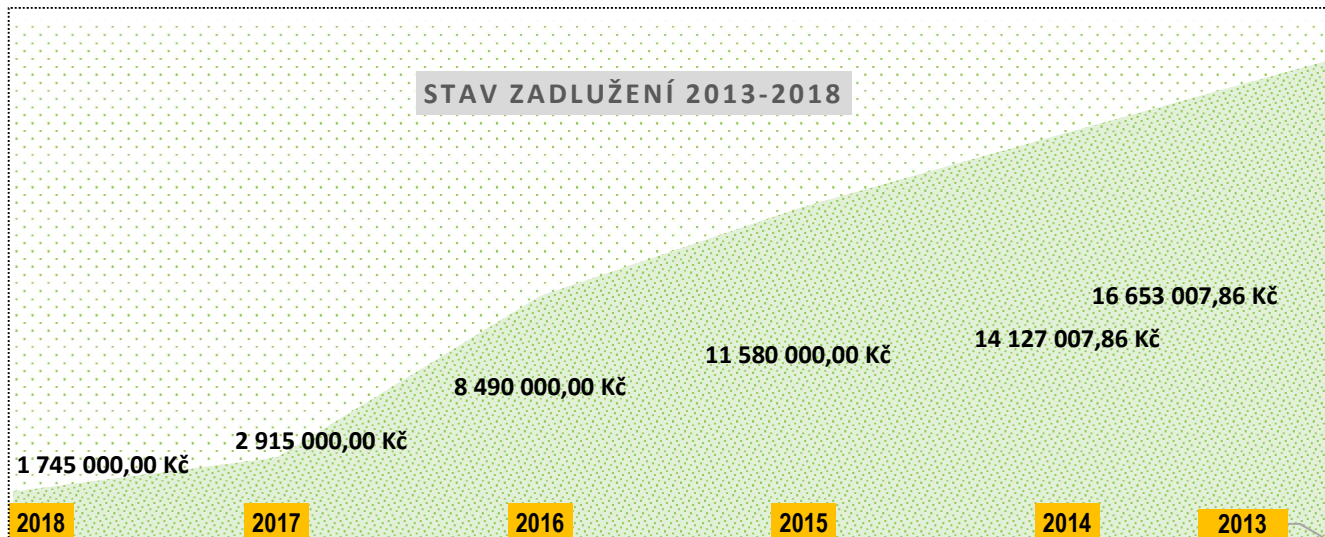 STAV ZADLUŽENÍ 2013-2018
16 653 007,86 Kč
14 127 007,86 Kč
11 580 000,00 Kč
8 490 000,00 Kč
2 915 000,00 Kč
1 745 000,00 Kč
2018 2017 2016 2015 2014 2013